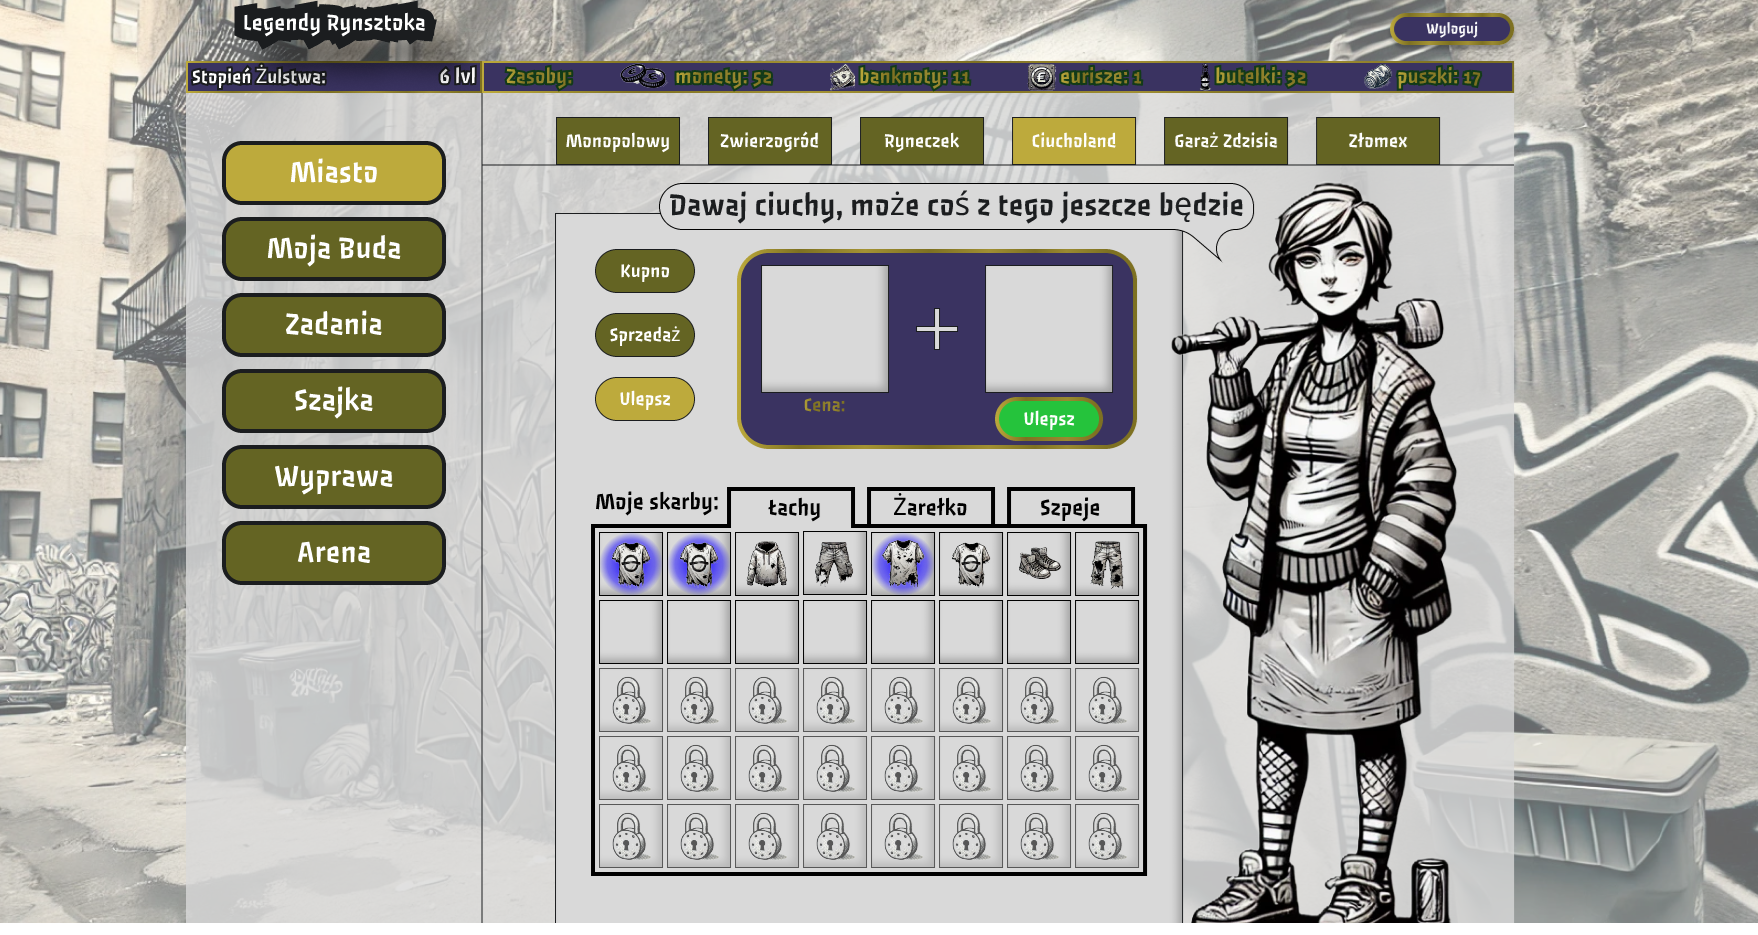 Legendy Rynsztoka
Wyloguj
Stopień Żulstwa: 6 lvl
Zasoby: monety: 52 banknoty: 11 eurisze: 1 butelki: 32 puszki: 17
Miasto
Moja Buda
Zadania
Szajka
Wyprawa
Arena
Monopolowy Zwierzogród Ryneczek Ciucholand Garaż Zdzisia Złomex
Dawaj ciuchy, może coś z tego jeszcze będzie
Kupno
Sprzedaż
Ulepsz
Cena:
Ulepsz
Moje skarby: Łachy Żarełko Szpeje